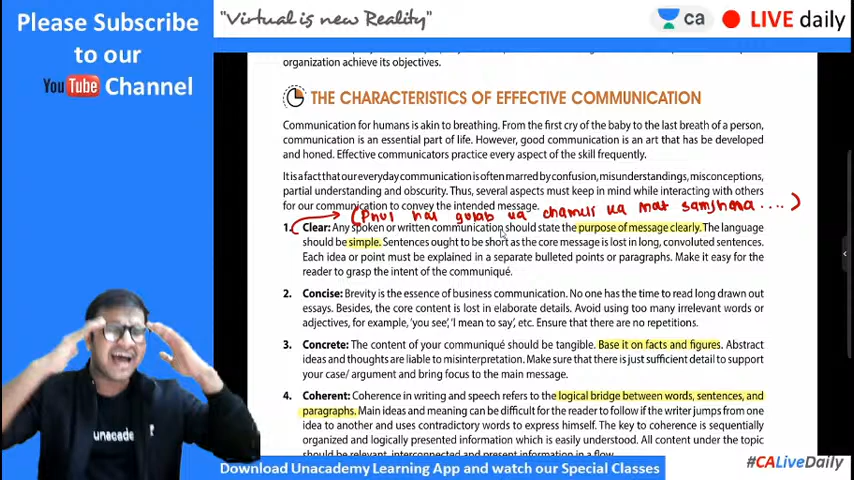 Please Subscribe
to our
YouTube Channel
"Virtual is new Reality"
ca
LIVE daily
organization achieve its objectives.
THE CHARACTERISTICS OF EFFECTIVE COMMUNICATION
Communication for humans is akin to breathing. From the first cry of the baby to the last breath of a person,
communication is an essential part of life. However, good communication is an art that has be developed
and honed. Effective communicators practice every aspect of the skill frequently.
It is a fact that our everyday communication is often marred by confusion, misunderstandings, misconceptions,
partial understanding and obscurity. Thus, several aspects must keep in mind while interacting with others
for our communication to convey the intended message.
(Phul hai gulab ka chameli ka mat samjhana ....)
1. Clear: Any spoken or written communication should state the purpose of message clearly. The language
should be simple. Sentences ought to be short as the core message is lost in long, convoluted sentences.
Each idea or point must be explained in a separate bulleted points or paragraphs. Make it easy for the
reader to grasp the intent of the communiqué.
2. Concise: Brevity is the essence of business communication. No one has the time to read long drawn out
essays. Besides, the core content is lost in elaborate details. Avoid using too many irrelevant words or
adjectives, for example, 'you see', 'I mean to say', etc. Ensure that there are no repetitions.
3. Concrete: The content of your communiqué should be tangible. Base it on facts and figures. Abstract
ideas and thoughts are liable to misinterpretation. Make sure that there is just sufficient detail to support
your case/ argument and bring focus to the main message.
4. Coherent: Coherence in writing and speech refers to the logical bridge between words, sentences, and
paragraphs. Main ideas and meaning can be difficult for the reader to follow if the writer jumps from one
idea to another and uses contradictory words to express himself. The key to coherence is sequentially
organized and logically presented information which is easily understood. All content under the topic
should be relevant, interconnected and present information in a flow.
unacade
Download Unacademy Learning App and watch our Special Classes
#CALiveDaily